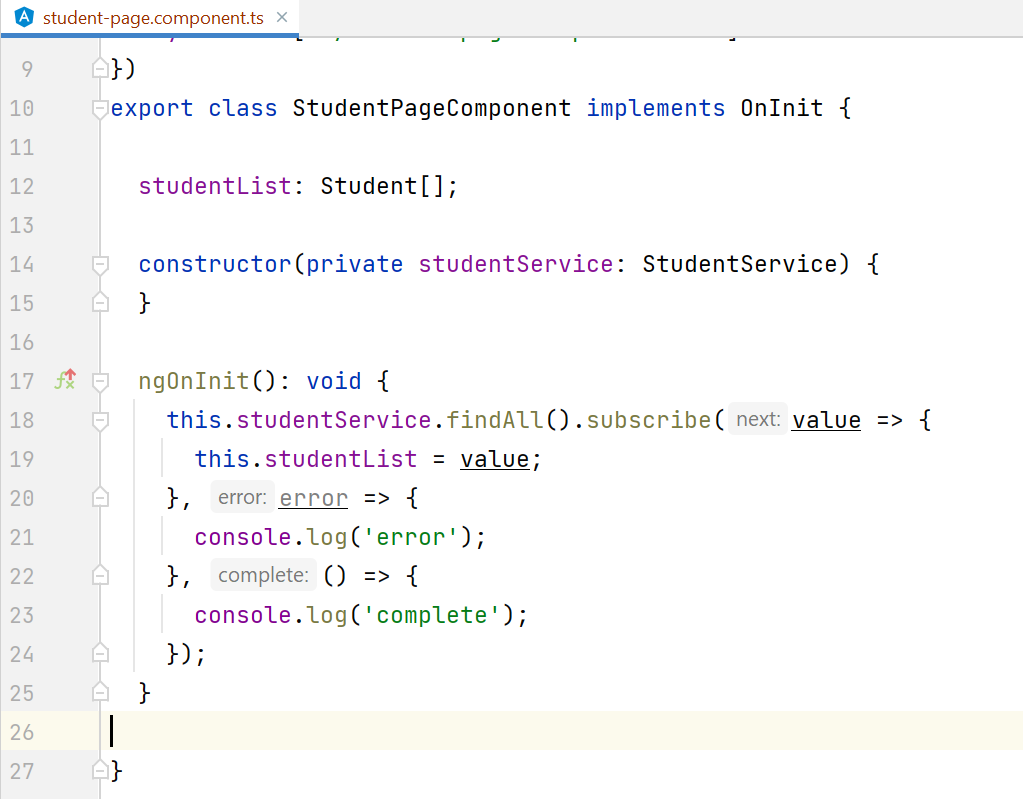 student-page.component.ts
9 })
10 export class StudentPageComponent implements OnInit {
11
12 studentList: Student[];
13
14 constructor(private studentService: StudentService) {
15 }
16
17 ngOnInit(): void {
18 this.studentService.findAll().subscribe( next: value => {
19 this.studentList = value;
20 }, error: error => {
21 console.log('error');
22 }, complete: () => {
23 console.log('complete');
24 });
25 }
26
27 }